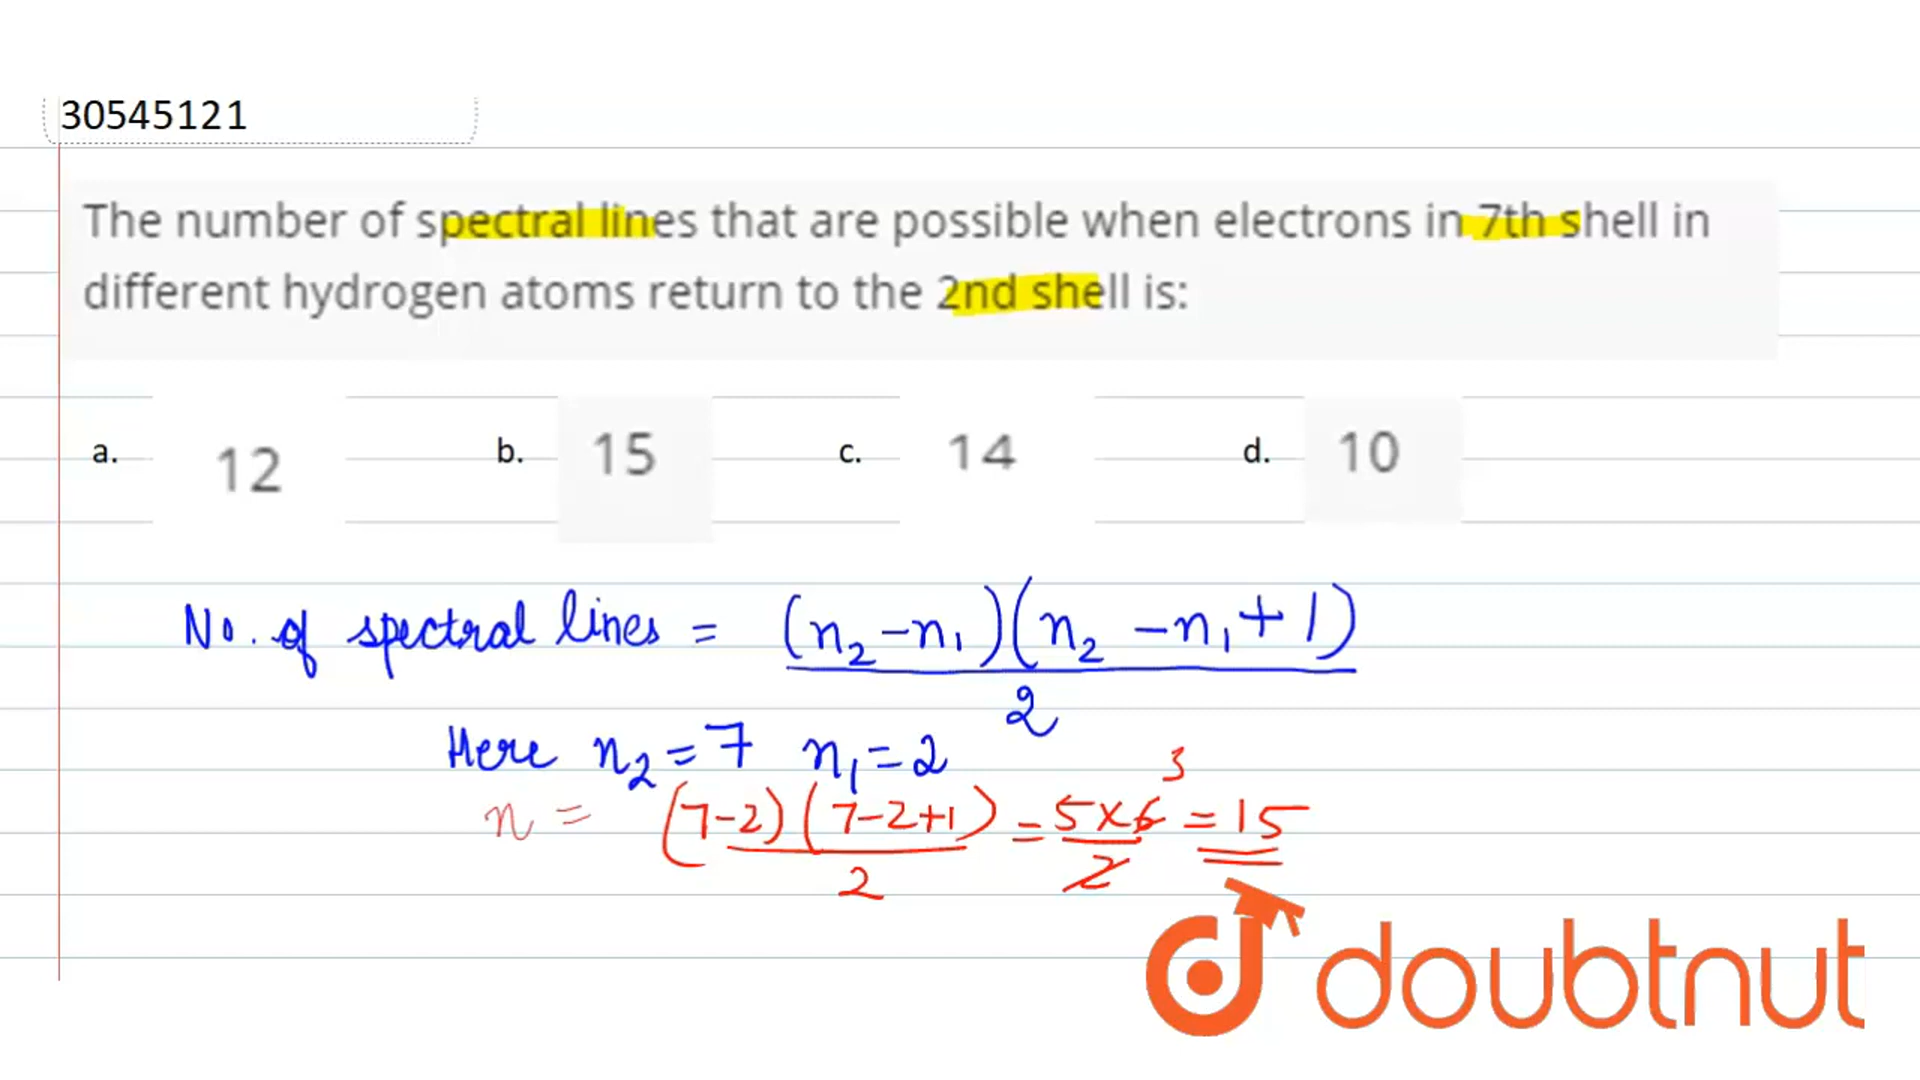 30545121
The number of spectral lines that are possible when electrons in 7th shell in
different hydrogen atoms return to the 2nd shell is:
a. 12 b. 15 c. 14 d. 10
No. of spectral lines = (n₂-n₁)(n₂-n₁+1)
2
Here n₂=7 n₁=2
3
n = (7-2)(7-2+1) = 5×6 = 15
2 2
doubtnut